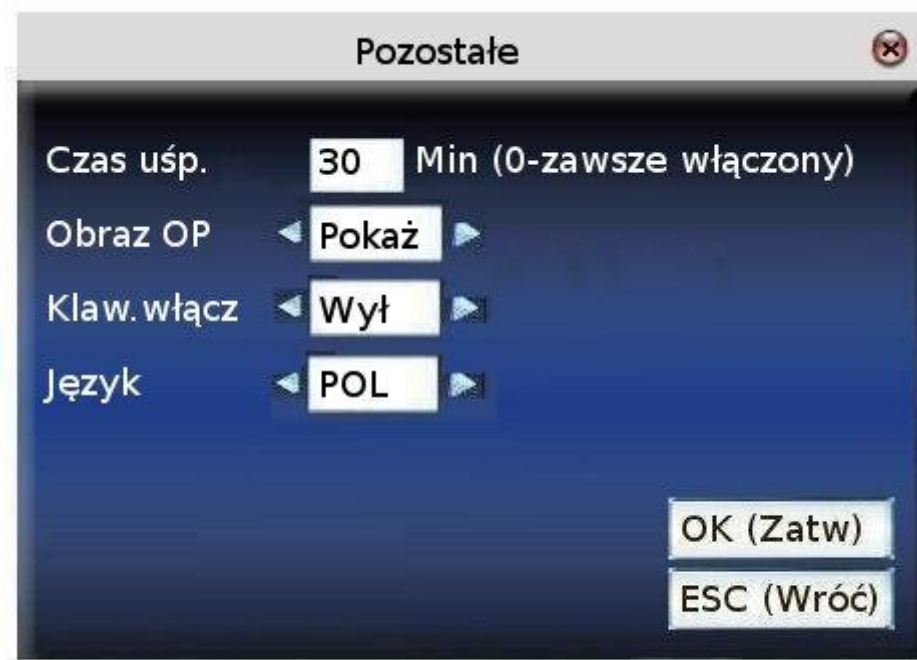 Pozostałe
Czas uśp. 30 Min (0-zawsze włączony)
Obraz OP Pokaż
Klaw.włącz Wył
Język POL
OK (Zatw)
ESC (Wróć)